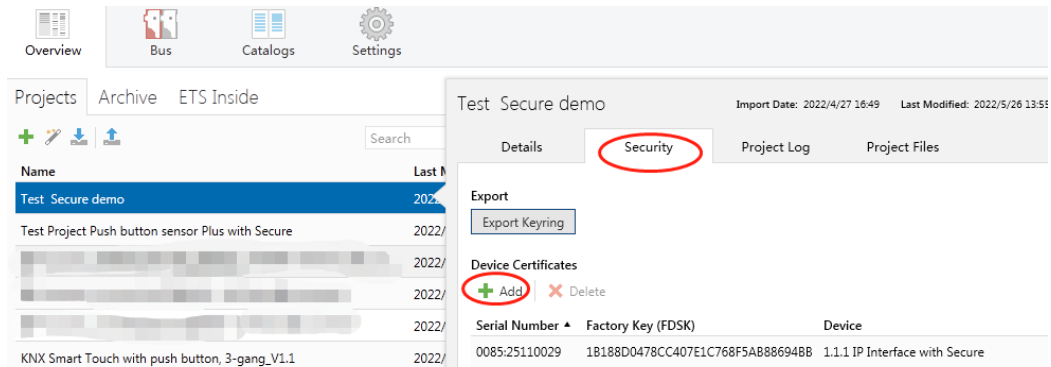 Overview Bus Catalogs Settings
Projects Archive ETS Inside
Search
Name Last M
Test Secure demo 2022
Test Project Push button sensor Plus with Secure 2022/
2022/
2022/
2022/
KNX Smart Touch with push button, 3-gang_V1.1 2022/
Test Secure demo Import Date: 2022/4/27 16:49 Last Modified: 2022/5/26 13:55
Details Security Project Log Project Files
Export
Export Keyring
Device Certificates
Add Delete
Serial Number Factory Key (FDSK) Device
0085:25110029 1B188D0478CC407E1C768F5AB88694BB 1.1.1 IP Interface with Secure